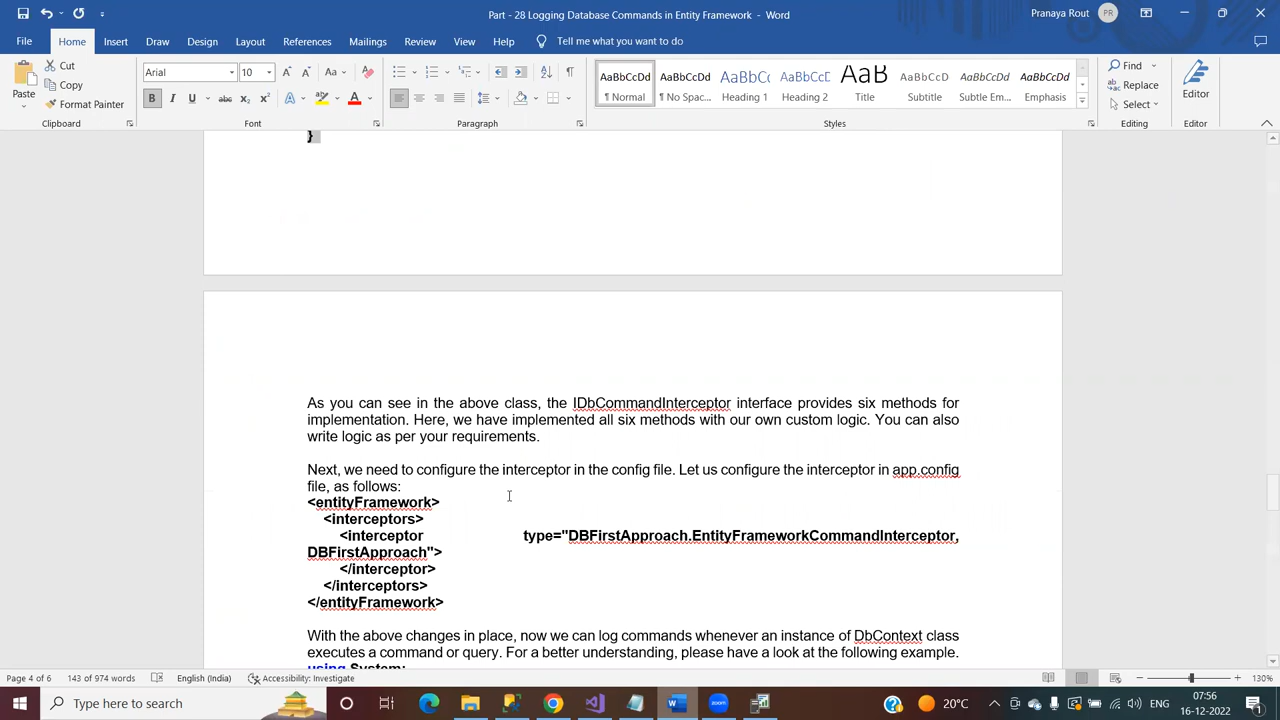 Part - 28 Logging Database Commands in Entity Framework - Word
Pranaya Rout PR
File Home Insert Draw Design Layout References Mailings Review View Help Tell me what you want to do
Paste
Cut
Copy
Format Painter
Clipboard
Arial 10
Font
Paragraph
AaBbCcDd AaBbCcDd AaBbCc AaBbCcD AaB AaBbCcD AaBbCcDd AaBbCcDd
¶ Normal ¶ No Spac... Heading 1 Heading 2 Title Subtitle Subtle Em... Emphasis
Styles
Find
Replace
Select
Editing
Editor
Editor
}
As you can see in the above class, the IDbCommandInterceptor interface provides six methods for
implementation. Here, we have implemented all six methods with our own custom logic. You can also
write logic as per your requirements.
Next, we need to configure the interceptor in the config file. Let us configure the interceptor in app.config
file, as follows:
<entityFramework>
<interceptors>
<interceptor type="DBFirstApproach.EntityFrameworkCommandInterceptor,
DBFirstApproach">
</interceptor>
</interceptors>
</entityFramework>
With the above changes in place, now we can log commands whenever an instance of DbContext class
executes a command or query. For a better understanding, please have a look at the following example.
using System;
Page 4 of 6 143 of 974 words English (India) Accessibility: Investigate 130%
Type here to search
zoom
20°C ENG 07:56
16-12-2022